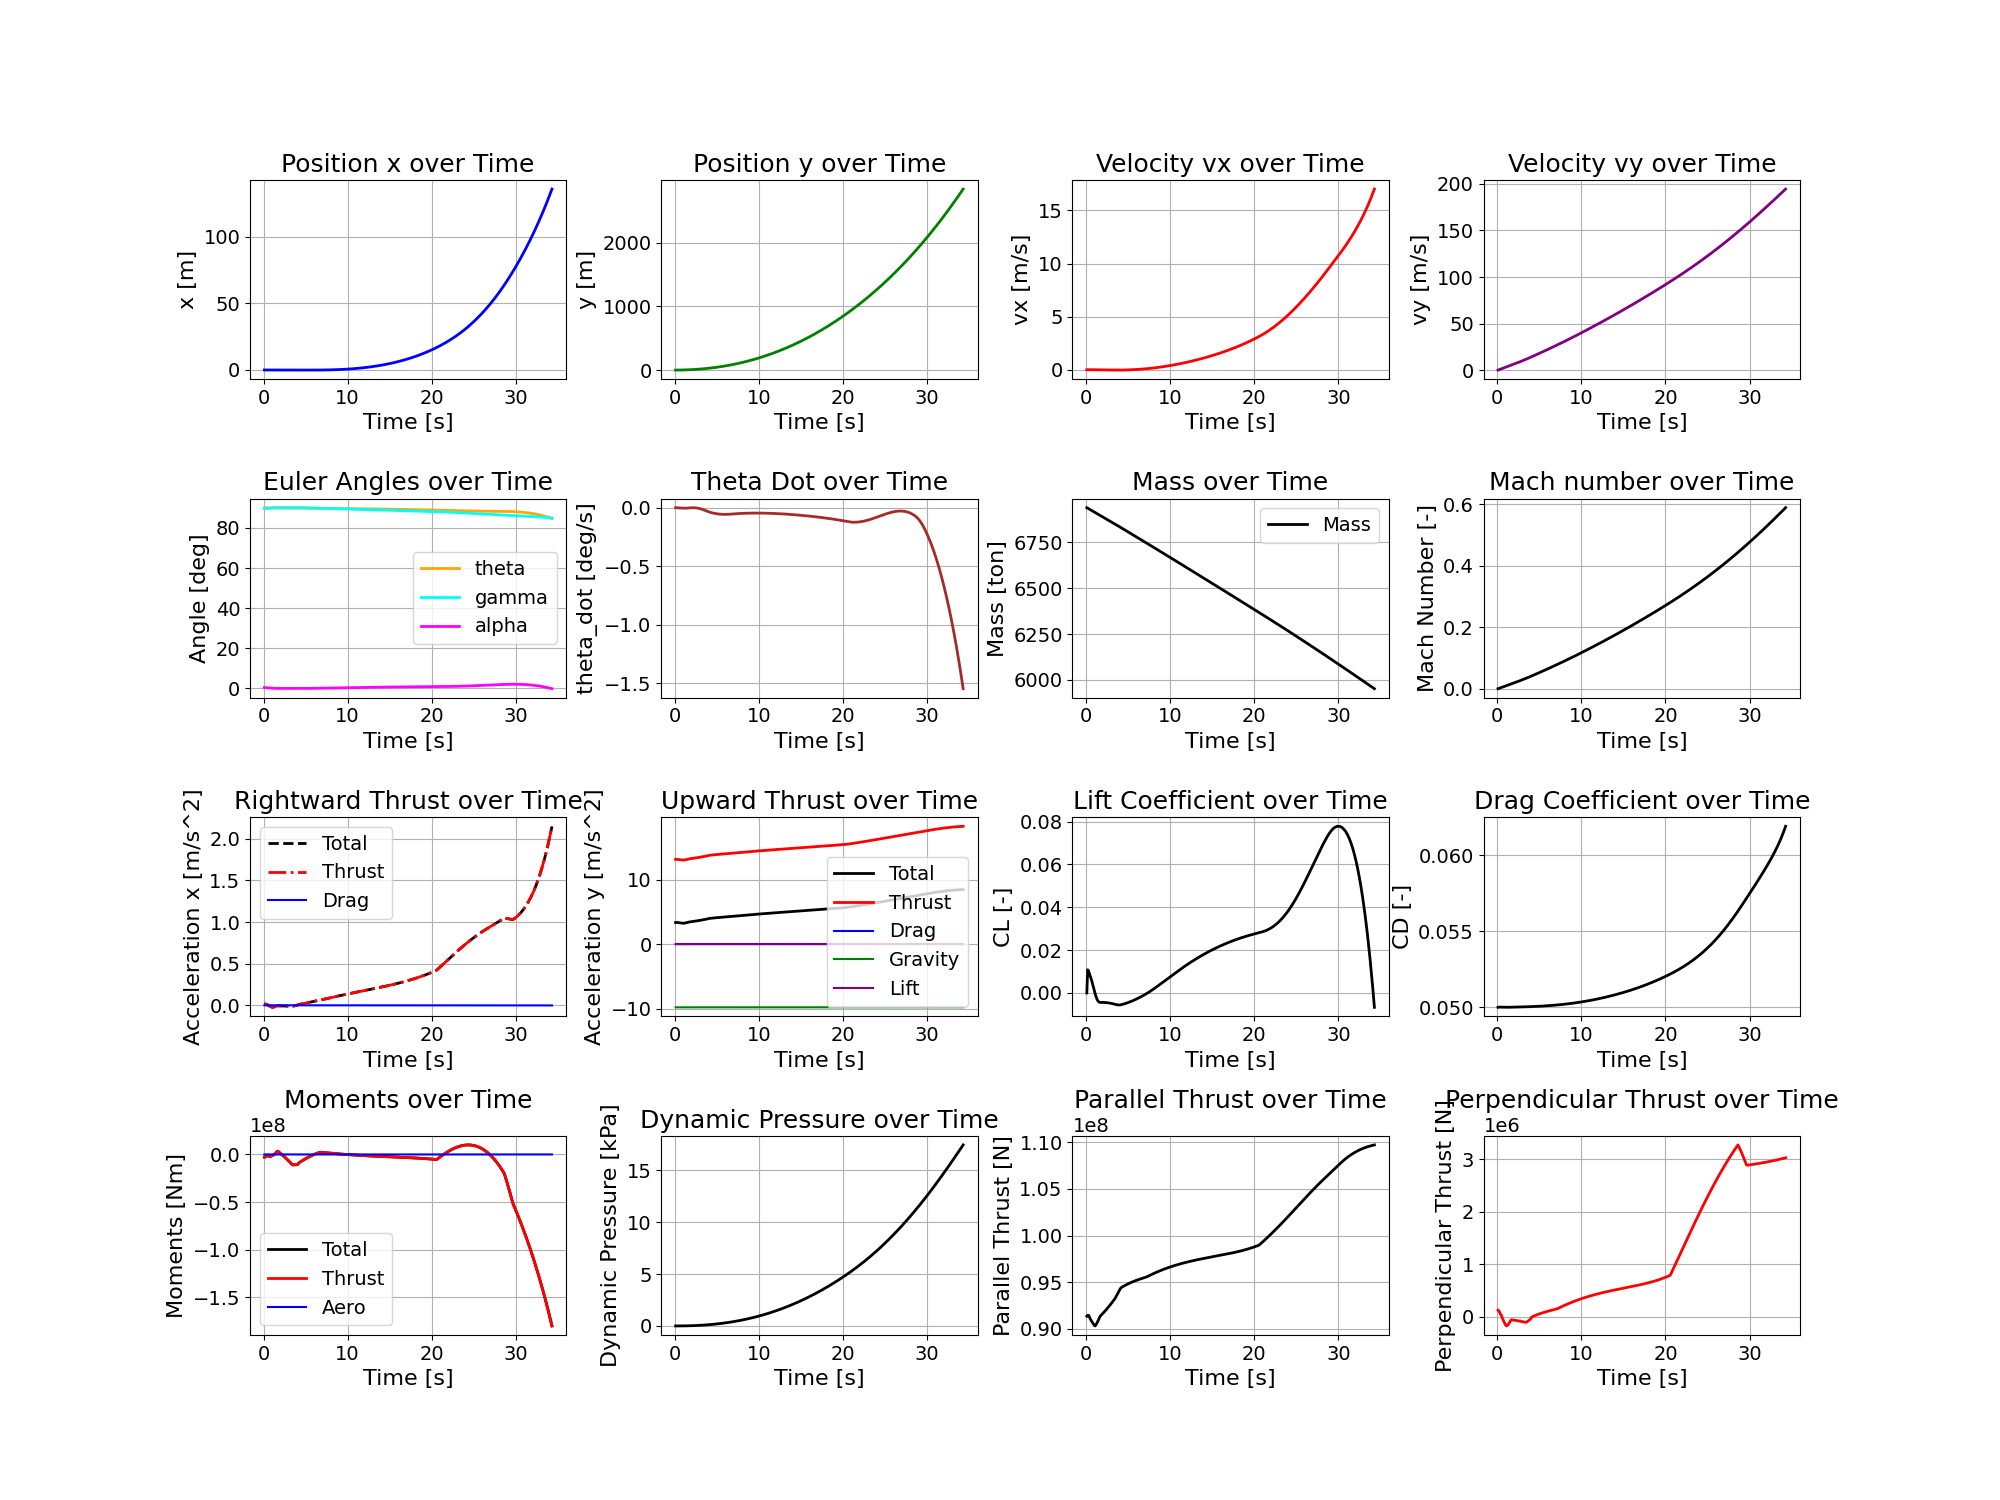 Position x over Time
x [m]
100
50
0
0 10 20 30
Time [s]
Position y over Time
y [m]
2000
1000
0
0 10 20 30
Time [s]
Velocity vx over Time
vx [m/s]
15
10
5
0
0 10 20 30
Time [s]
Velocity vy over Time
vy [m/s]
200
150
100
50
0
0 10 20 30
Time [s]
Euler Angles over Time
Angle [deg]
80
60
40
20
0
theta
gamma
alpha
0 10 20 30
Time [s]
Theta Dot over Time
theta_dot [deg/s]
0.0
−0.5
−1.0
−1.5
0 10 20 30
Time [s]
Mass over Time
Mass [ton]
6750
6500
6250
6000
Mass
0 10 20 30
Time [s]
Mach number over Time
Mach Number [-]
0.6
0.4
0.2
0.0
0 10 20 30
Time [s]
Rightward Thrust over Time
Acceleration x [m/s^2]
2.0
1.5
1.0
0.5
0.0
Total
Thrust
Drag
0 10 20 30
Time [s]
Upward Thrust over Time
Acceleration y [m/s^2]
10
0
−10
Total
Thrust
Drag
Gravity
Lift
0 10 20 30
Time [s]
Lift Coefficient over Time
CL [-]
0.08
0.06
0.04
0.02
0.00
0 10 20 30
Time [s]
Drag Coefficient over Time
CD [-]
0.060
0.055
0.050
0 10 20 30
Time [s]
Moments over Time
1e8
Moments [Nm]
0.0
−0.5
−1.0
−1.5
Total
Thrust
Aero
0 10 20 30
Time [s]
Dynamic Pressure over Time
Dynamic Pressure [kPa]
15
10
5
0
0 10 20 30
Time [s]
Parallel Thrust over Time
1e8
Parallel Thrust [N]
1.10
1.05
1.00
0.95
0.90
0 10 20 30
Time [s]
Perpendicular Thrust over Time
1e6
Perpendicular Thrust [N]
3
2
1
0
0 10 20 30
Time [s]